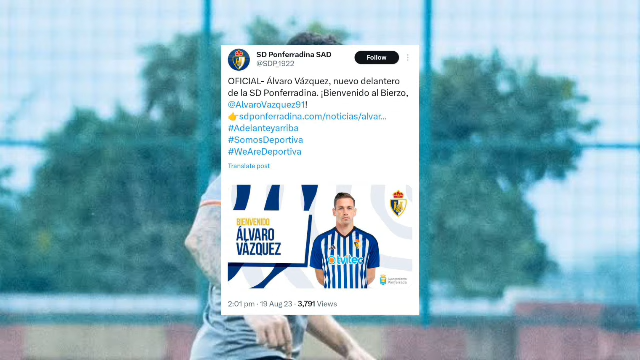 SD Ponferradina SAD
@SDP_1922
Follow
OFICIAL- Álvaro Vázquez, nuevo delantero
de la SD Ponferradina. ¡Bienvenido al Bierzo,
@AlvaroVazquez91!
👉sdponferradina.com/noticias/alvar...
#Adelanteyarriba
#SomosDeportiva
#WeAreDeportiva
Translate post
BIENVENIDO
ÁLVARO
VÁZQUEZ
2:01 pm · 19 Aug 23 · 3,791 Views